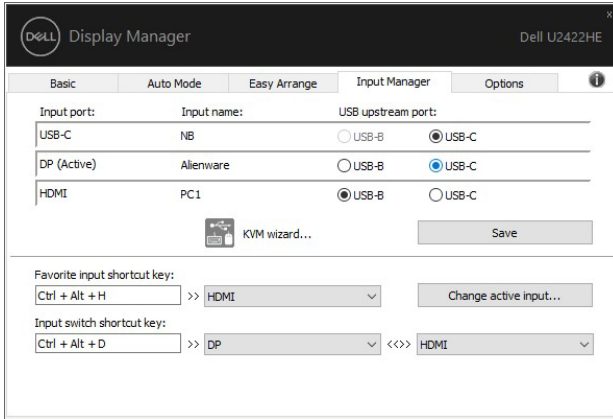 DELL Display Manager Dell U2422HE
Basic Auto Mode Easy Arrange Input Manager Options
Input port: Input name: USB upstream port:
USB-C NB USB-B USB-C
DP (Active) Alienware USB-B USB-C
HDMI PC1 USB-B USB-C
KVM wizard... Save
Favorite input shortcut key:
Ctrl + Alt + H >> HDMI Change active input...
Input switch shortcut key:
Ctrl + Alt + D >> DP <<>> HDMI